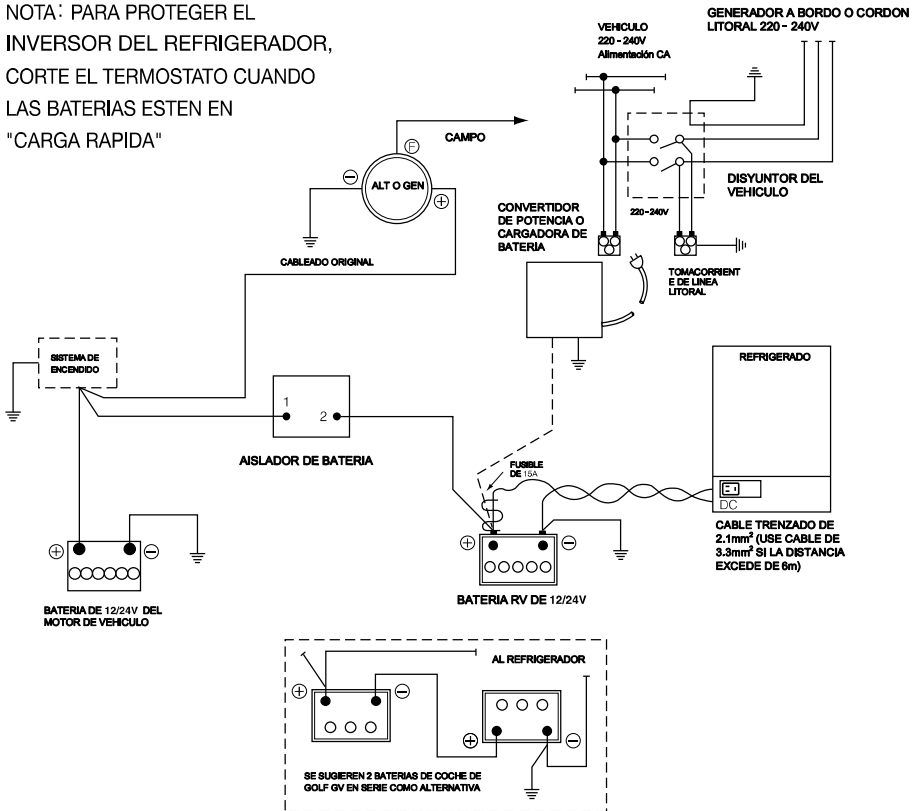 NOTA: PARA PROTEGER EL
INVERSOR DEL REFRIGERADOR,
CORTE EL TERMOSTATO CUANDO
LAS BATERIAS ESTEN EN
"CARGA RAPIDA"
VEHICULO
220 - 240V
Alimentación CA
GENERADOR A BORDO O CORDON
LITORAL 220 - 240V
F
CAMPO
ALT O GEN
CABLEADO ORIGINAL
DISYUNTOR DEL
VEHICULO
220-240V
CONVERTIDOR
DE POTENCIA O
CARGADORA DE
BATERIA
TOMACORRIENT
E DE LINEA
LITORAL
SISTEMA DE
ENCENDIDO
1
2
AISLADOR DE BATERIA
REFRIGERADO
DC
FUSIBLE
DE 15A
CABLE TRENZADO DE
2.1mm² (USE CABLE DE
3.3mm² SI LA DISTANCIA
EXCEDE DE 6m)
BATERIA DE 12/24V DEL
MOTOR DE VEHICULO
BATERIA RV DE 12/24V
AL REFRIGERADOR
SE SUGIEREN 2 BATERIAS DE COCHE DE
GOLF GV EN SERIE COMO ALTERNATIVA